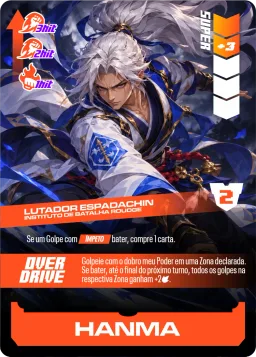 3hit
2hit
1hit
SUPER
+3
2
LUTADOR ESPADACHIN
INSTITUTO DE BATALHA ROUCOE
Se um Golpe com ÍMPETO bater, compre 1 carta.
OVER
DRIVE
Golpeie com o dobro meu Poder em uma Zona declarada.
Se bater, até o final do próximo turno, todos os golpes na
respectiva Zona ganham +2
HANMA